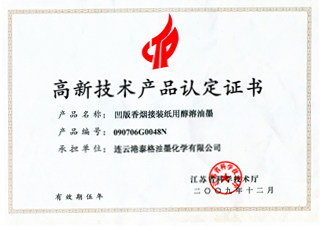 高新技术产品认定证书
产品名称：凹版香烟接装纸用醇溶油墨
产品编号：090706G0048N
承担单位：连云港泰格油墨化学有限公司
江苏省科学技术厅
二〇〇九年十二月
有效期伍年